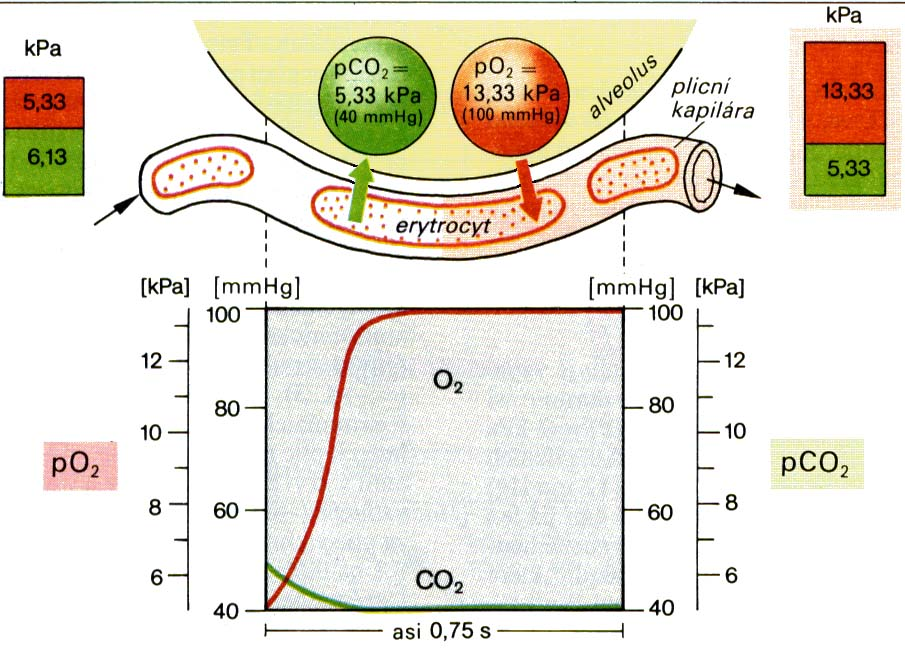 kPa
5,33
6,13
pCO₂ =
5,33 kPa
(40 mmHg)
pO₂ =
13,33 kPa
(100 mmHg)
alveolus
plicní
kapilára
kPa
13,33
5,33
erytrocyt
[kPa]
[mmHg]
[mmHg]
[kPa]
12
10
8
6
100
80
60
40
100
80
60
40
12
10
8
6
pO₂
O₂
CO₂
pCO₂
asi 0,75 s